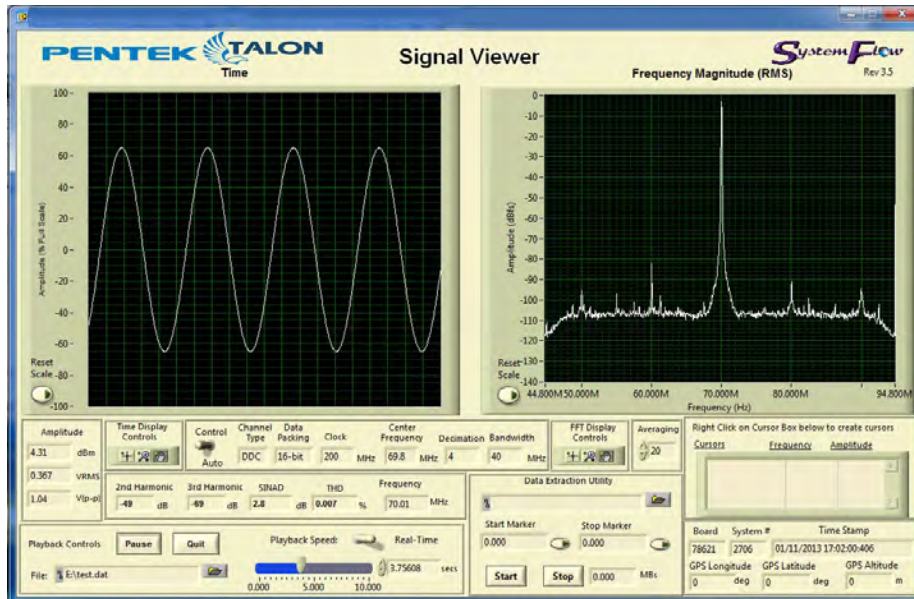 PENTEK TALON
Signal Viewer
SystemFlow
Rev 3.5
Time
Frequency Magnitude (RMS)
100
80
60
40
20
0
-20
-40
-60
-80
-100
Amplitude (% Full Scale)
Reset
Scale
0
-10
-20
-30
-40
-50
-60
-70
-80
-90
-100
-110
-120
-130
-140
Amplitude (dBfs)
Reset
Scale
44.800M 50.000M 60.000M 70.000M 80.000M 94.800M
Frequency (Hz)
Amplitude
4.31 dBm
0.367 VRMS
1.04 V(p-p)
Time Display
Controls
Control
Auto
Channel
Type
DDC
Data
Packing
16-bit
Clock
200 MHz
Center
Frequency
69.8 MHz
Decimation
4
Bandwidth
40 MHz
FFT Display
Controls
Averaging
20
Right Click on Cursor Box below to create cursors
Cursors Frequency Amplitude
2nd Harmonic
-49 dB
3rd Harmonic
-69 dB
SINAD
2.8 dB
THD
0.007 %
Frequency
70.01 MHz
Data Extraction Utility
Start Marker
0.000
Stop Marker
0.000
Start Stop 0.000 MBs
Playback Controls Pause Quit
Playback Speed: Real-Time
0.000 5.000 10.000
3.75608 secs
File: E:\test.dat
Board System # Time Stamp
78621 2706 01/11/2013 17:02:00:406
GPS Longitude GPS Latitude GPS Altitude
0 deg 0 deg 0 m